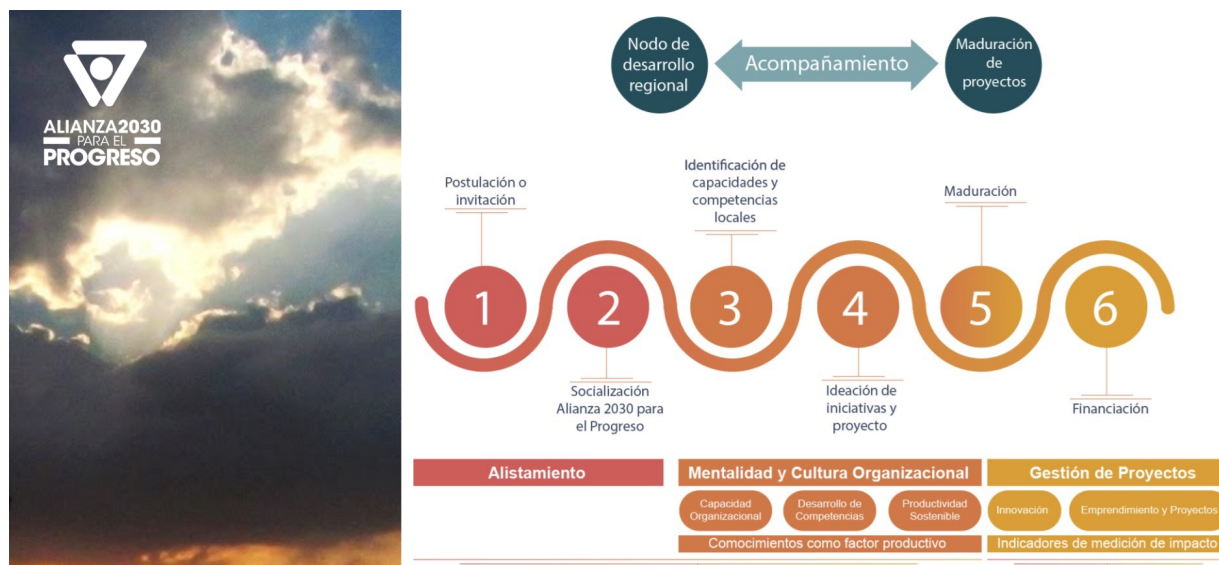 ALIANZA2030
PARA EL
PROGRESO
Nodo de
desarrollo
regional
Acompañamiento
Maduración
de
proyectos
Postulación o
invitación
Identificación de
capacidades y
competencias
locales
Maduración
1
2
3
4
5
6
Socialización
Alianza 2030 para
el Progreso
Ideación de
iniciativas y
proyecto
Financiación
Alistamiento
Mentalidad y Cultura Organizacional
Gestión de Proyectos
Capacidad
Organizacional
Desarrollo de
Competencias
Productividad
Sostenible
Innovación
Emprendimiento y Proyectos
Comocimientos como factor productivo
Indicadores de medición de impacto